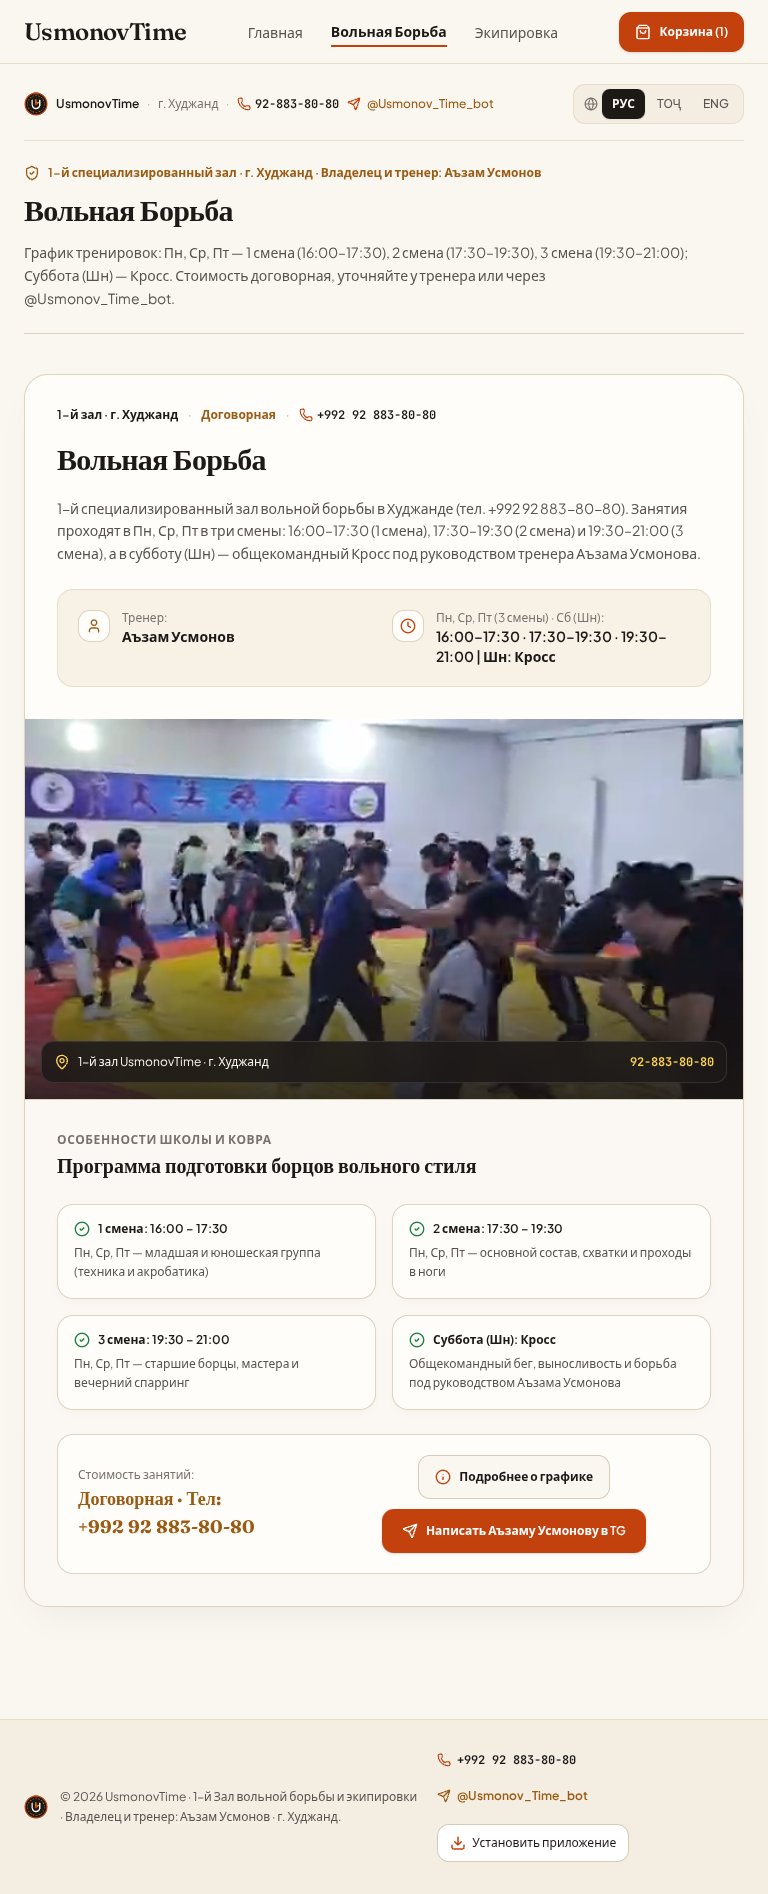 UsmonovTime
Главная
Вольная Борьба
Экипировка
Корзина (1)
UsmonovTime · г. Худжанд · 92-883-80-80 @Usmonov_Time_bot
РУС
ТОҶ
ENG
1-й специализированный зал · г. Худжанд · Владелец и тренер: Аъзам Усмонов
Вольная Борьба
График тренировок: Пн, Ср, Пт — 1 смена (16:00–17:30), 2 смена (17:30–19:30), 3 смена (19:30–21:00);
Суббота (Шн) — Кросс. Стоимость договорная, уточняйте у тренера или через
@Usmonov_Time_bot.
1-й зал · г. Худжанд · Договорная · +992 92 883-80-80
Вольная Борьба
1-й специализированный зал вольной борьбы в Худжанде (тел. +992 92 883-80-80). Занятия
проходят в Пн, Ср, Пт в три смены: 16:00–17:30 (1 смена), 17:30–19:30 (2 смена) и 19:30–21:00 (3
смена), а в субботу (Шн) — общекомандный Кросс под руководством тренера Аъзама Усмонова.
Тренер:
Аъзам Усмонов
Пн, Ср, Пт (3 смены) · Сб (Шн):
16:00–17:30 · 17:30–19:30 · 19:30–
21:00 | Шн: Кросс
1-й зал UsmonovTime · г. Худжанд
92-883-80-80
ОСОБЕННОСТИ ШКОЛЫ И КОВРА
Программа подготовки борцов вольного стиля
1 смена: 16:00 – 17:30
Пн, Ср, Пт — младшая и юношеская группа
(техника и акробатика)
2 смена: 17:30 – 19:30
Пн, Ср, Пт — основной состав, схватки и проходы
в ноги
3 смена: 19:30 – 21:00
Пн, Ср, Пт — старшие борцы, мастера и
вечерний спарринг
Суббота (Шн): Кросс
Общекомандный бег, выносливость и борьба
под руководством Аъзама Усмонова
Стоимость занятий:
Договорная · Тел:
+992 92 883-80-80
Подробнее о графике
Написать Аъзаму Усмонову в TG
© 2026 UsmonovTime · 1-й Зал вольной борьбы и экипировки
· Владелец и тренер: Аъзам Усмонов · г. Худжанд.
+992 92 883-80-80
@Usmonov_Time_bot
Установить приложение